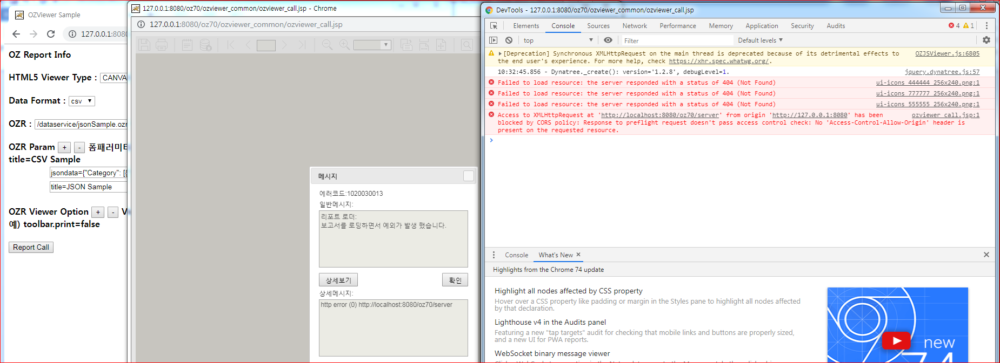 OZViewer Sample
127.0.0.1:8080
OZ Report Info
HTML5 Viewer Type : CANVA
Data Format : csv
OZR : /dataservice/jsonSample.ozr
OZR Param + - 폼패러미터
title=CSV Sample
jsondata={"Category": [{
title=JSON Sample
OZR Viewer Option + - V
예) toolbar.print=false
Report Call
127.0.0.1:8080/oz70/ozviewer_common/ozviewer_call.jsp - Chrome
127.0.0.1:8080/oz70/ozviewer_common/ozviewer_call.jsp
메시지
에러코드:1020030013
일반메시지:
리포트 로더:
보고서를 로딩하면서 예외가 발생 했습니다.
상세보기 확인
상세메시지:
http error (0) http://localhost:8080/oz70/server
DevTools - 127.0.0.1:8080/oz70/ozviewer_common/ozviewer_call.jsp
Elements Console Sources Network Performance Memory Application Security Audits 4 1
top Filter Default levels
[Deprecation] Synchronous XMLHttpRequest on the main thread is deprecated because of its detrimental effects to OZJSViewer.js:6805
the end user's experience. For more help, check https://xhr.spec.whatwg.org/.
10:32:45.856 - Dynatree._create(): version='1.2.8', debugLevel=1. jquery.dynatree.js:57
Failed to load resource: the server responded with a status of 404 (Not Found) ui-icons_444444_256x240.png:1
Failed to load resource: the server responded with a status of 404 (Not Found) ui-icons_777777_256x240.png:1
Failed to load resource: the server responded with a status of 404 (Not Found) ui-icons_555555_256x240.png:1
Access to XMLHttpRequest at 'http://localhost:8080/oz70/server' from origin 'http://127.0.0.1:8080' has been ozviewer_call.jsp:1
blocked by CORS policy: Response to preflight request doesn't pass access control check: No 'Access-Control-Allow-Origin' header is
present on the requested resource.
Console What's New
Highlights from the Chrome 74 update
Highlight all nodes affected by CSS property
Hover over a CSS property like padding or margin in the Styles pane to highlight all nodes affected
by that declaration.
Lighthouse v4 in the Audits panel
Featuring a new "tap targets" audit for checking that mobile links and buttons are properly sized,
and a new UI for PWA reports.
WebSocket binary message viewer
new
74